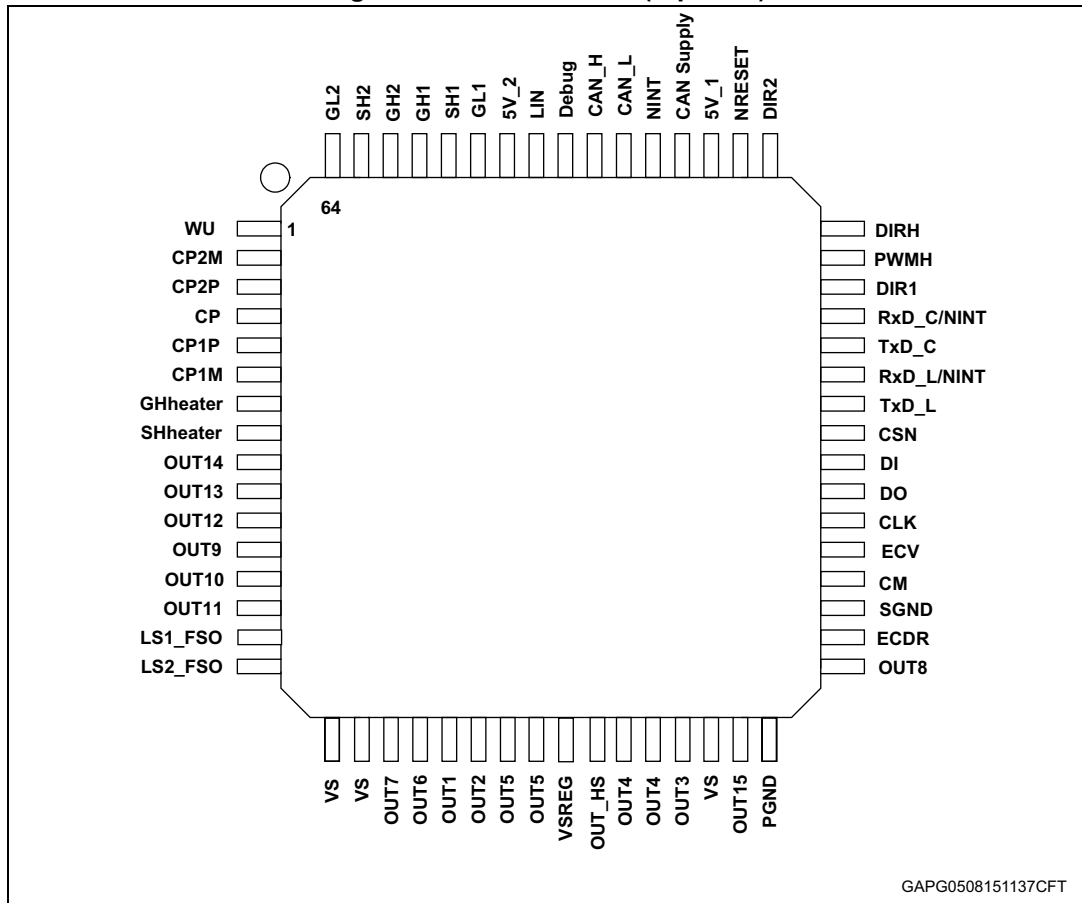 GL2
SH2
GH2
GH1
SH1
GL1
5V_2
LIN
Debug
CAN_H
CAN_L
NINT
CAN Supply
5V_1
NRESET
DIR2
64
1
WU
CP2M
CP2P
CP
CP1P
CP1M
GHheater
SHheater
OUT14
OUT13
OUT12
OUT9
OUT10
OUT11
LS1_FSO
LS2_FSO
DIRH
PWMH
DIR1
RxD_C/NINT
TxD_C
RxD_L/NINT
TxD_L
CSN
DI
DO
CLK
ECV
CM
SGND
ECDR
OUT8
VS
VS
OUT7
OUT6
OUT1
OUT2
OUT5
OUT5
VSREG
OUT_HS
OUT4
OUT4
OUT3
VS
OUT15
PGND
GAPG0508151137CFT